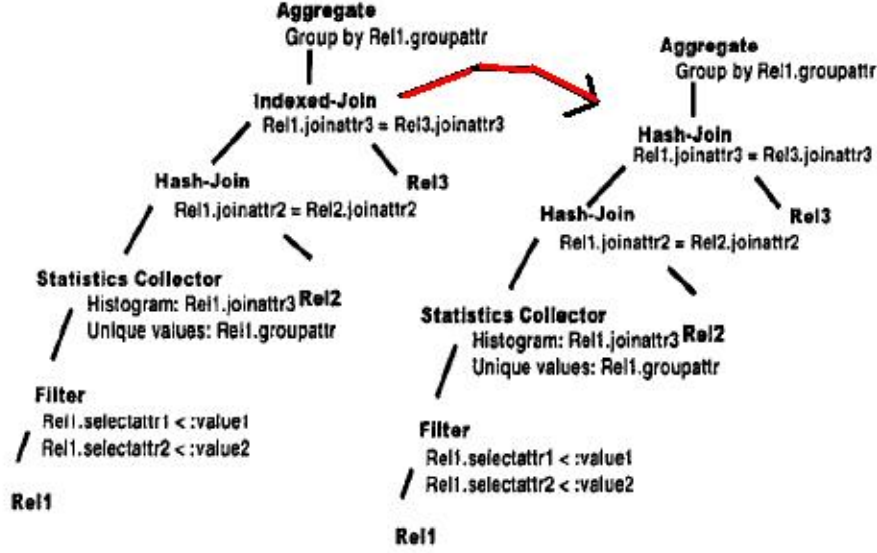 Aggregate
Group by Rel1.groupattr
Indexed-Join
Rel1.joinattr3 = Rel3.joinattr3
Hash-Join
Rel3
Rel1.joinattr2 = Rel2.joinattr2
Statistics Collector
Histogram: Rel1.joinattr3 Rel2
Unique values: Rel1.groupattr
Filter
Rel1.selectattr1 < :value1
Rel1.selectattr2 < :value2
Rel1
Aggregate
Group by Rel1.groupattr
Hash-Join
Rel1.joinattr3 = Rel3.joinattr3
Hash-Join
Rel3
Rel1.joinattr2 = Rel2.joinattr2
Statistics Collector
Histogram: Rel1.joinattr3 Rel2
Unique values: Rel1.groupattr
Filter
Rel1.selectattr1 < :value1
Rel1.selectattr2 < :value2
Rel1